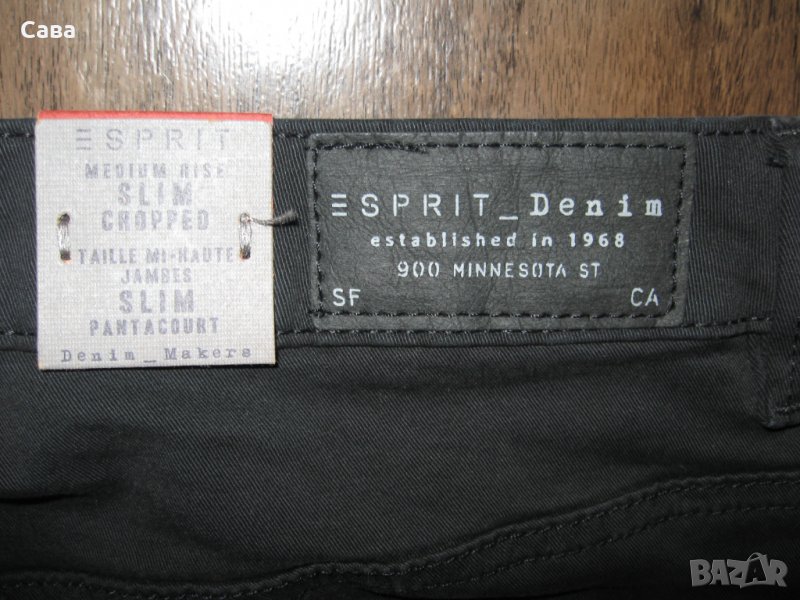 Сава
ESPRIT
MEDIUM RISE
SLIM
CROPPED
TAILLE MI-HAUTE
JAMBES
SLIM
PANTACOURT
Denim_Makers
ESPRIT_Denim
established in 1968
900 MINNESOTA ST
SF CA
BAZAR